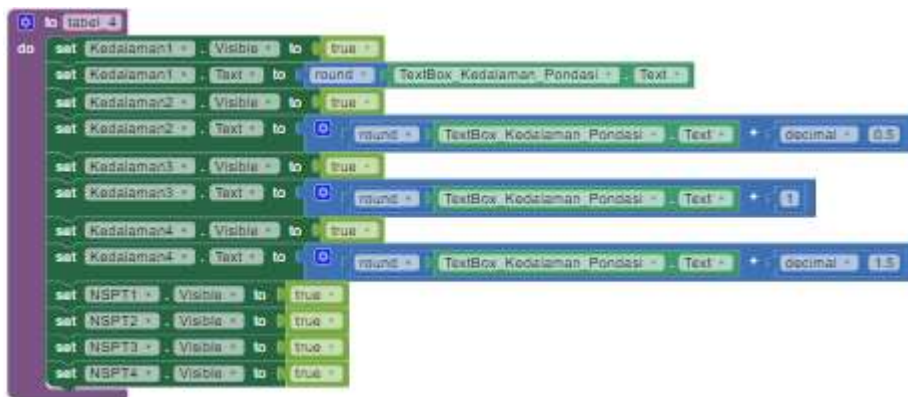 to tabel_4
do set Kedalaman1 . Visible to true
set Kedalaman1 . Text to round TextBox_Kedalaman_Pondasi . Text
set Kedalaman2 . Visible to true
set Kedalaman2 . Text to round TextBox_Kedalaman_Pondasi . Text + decimal 0.5
set Kedalaman3 . Visible to true
set Kedalaman3 . Text to round TextBox_Kedalaman_Pondasi . Text + 1
set Kedalaman4 . Visible to true
set Kedalaman4 . Text to round TextBox_Kedalaman_Pondasi . Text + decimal 1.5
set NSPT1 . Visible to true
set NSPT2 . Visible to true
set NSPT3 . Visible to true
set NSPT4 . Visible to true